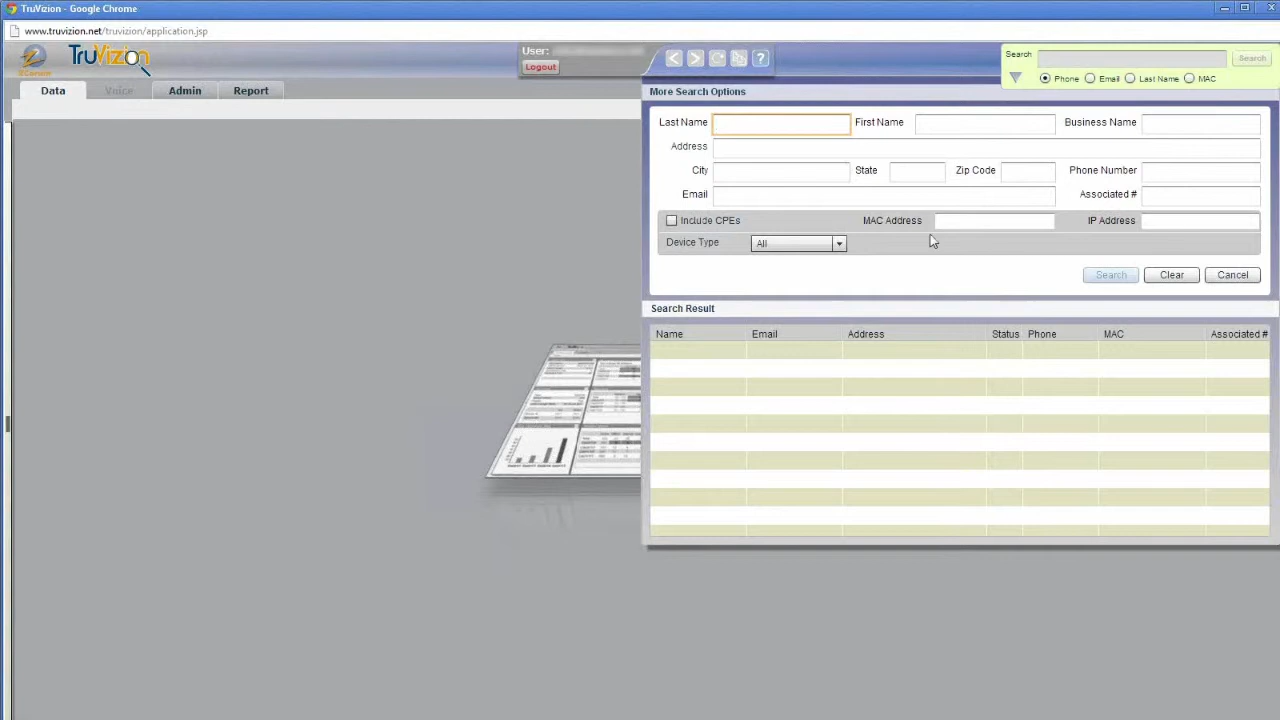 TruVizion - Google Chrome
www.truvizion.net/truvizion/application.jsp
TruVizion
User:
Logout
?
Search
Search
Phone Email Last Name MAC
Data Voice Admin Report
More Search Options
Last Name First Name Business Name
Address
City State Zip Code Phone Number
Email Associated #
Include CPEs MAC Address IP Address
Device Type All
Search Clear Cancel
Search Result
Name Email Address Status Phone MAC Associated #